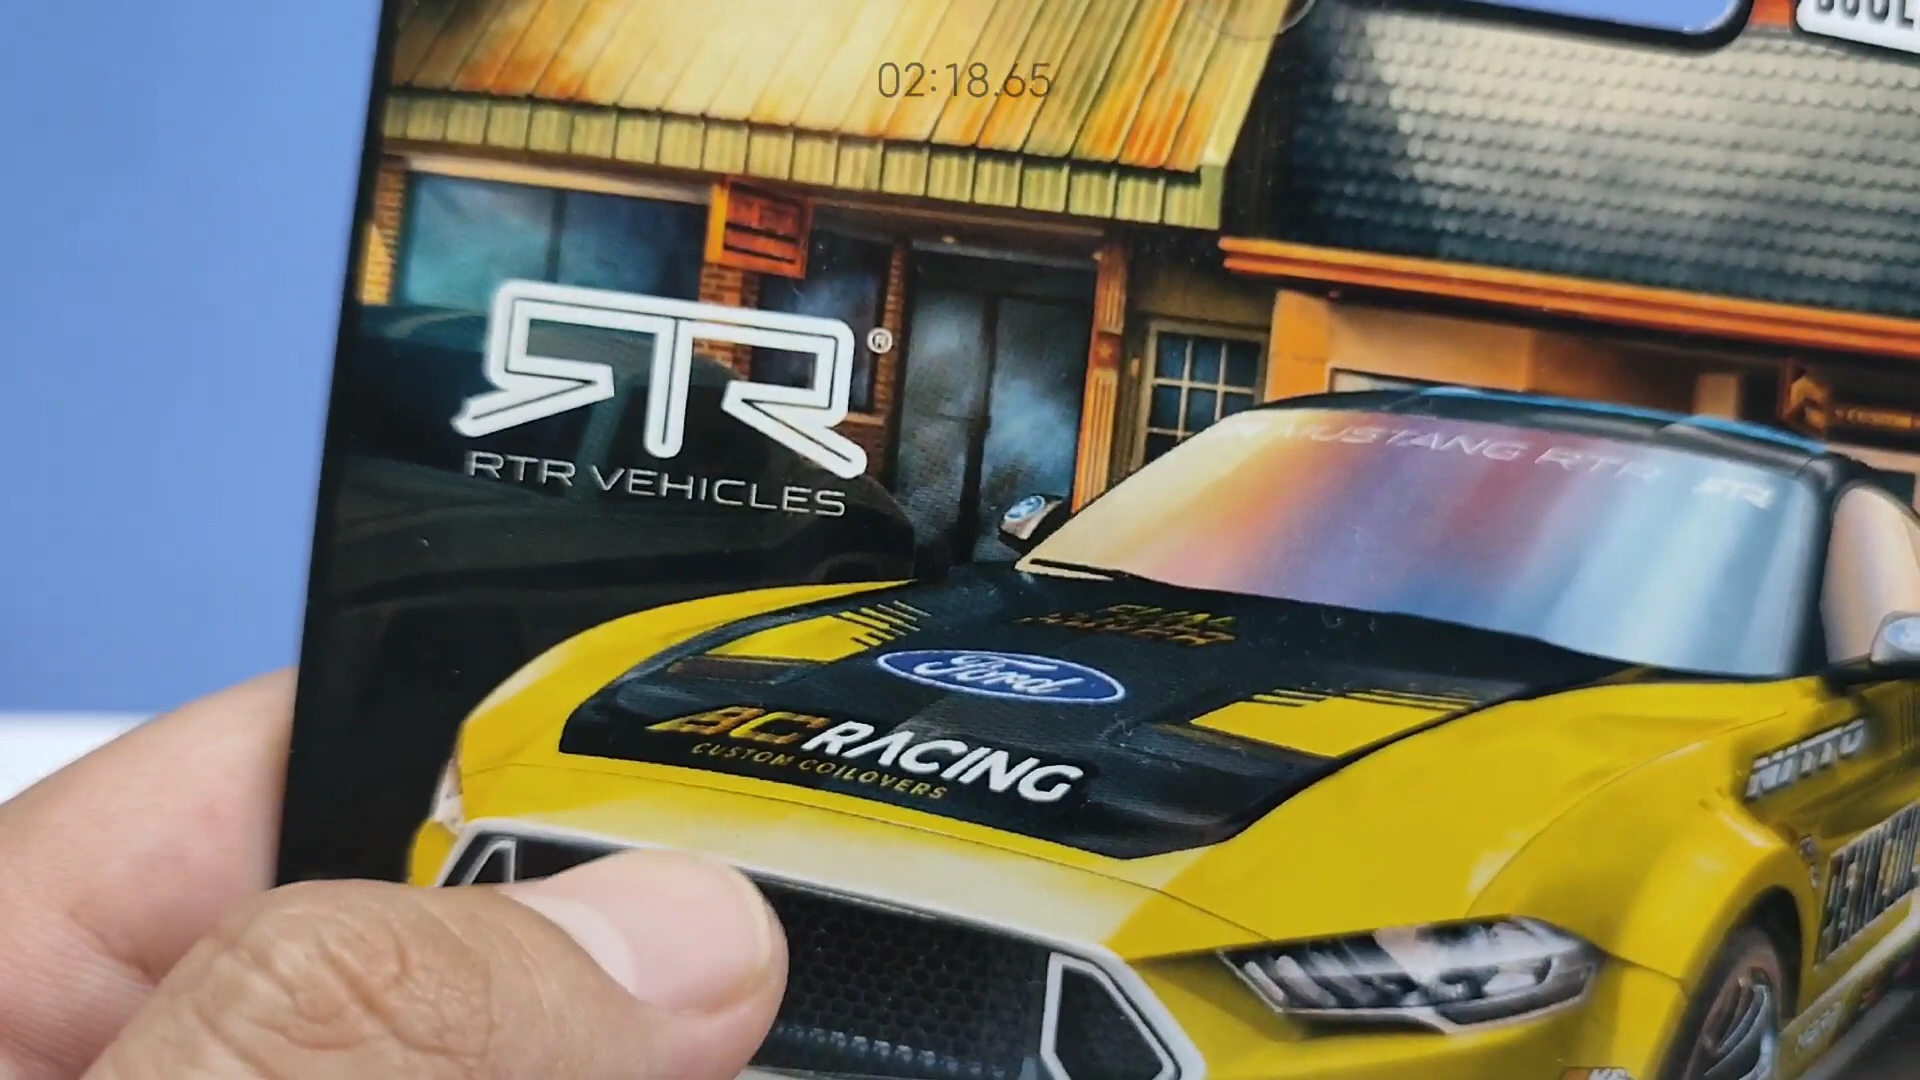 02:18.65
RTR ®
RTR VEHICLES
MUSTANG RTR RTR
Ford
BC RACING
CUSTOM COILOVERS
NITTO